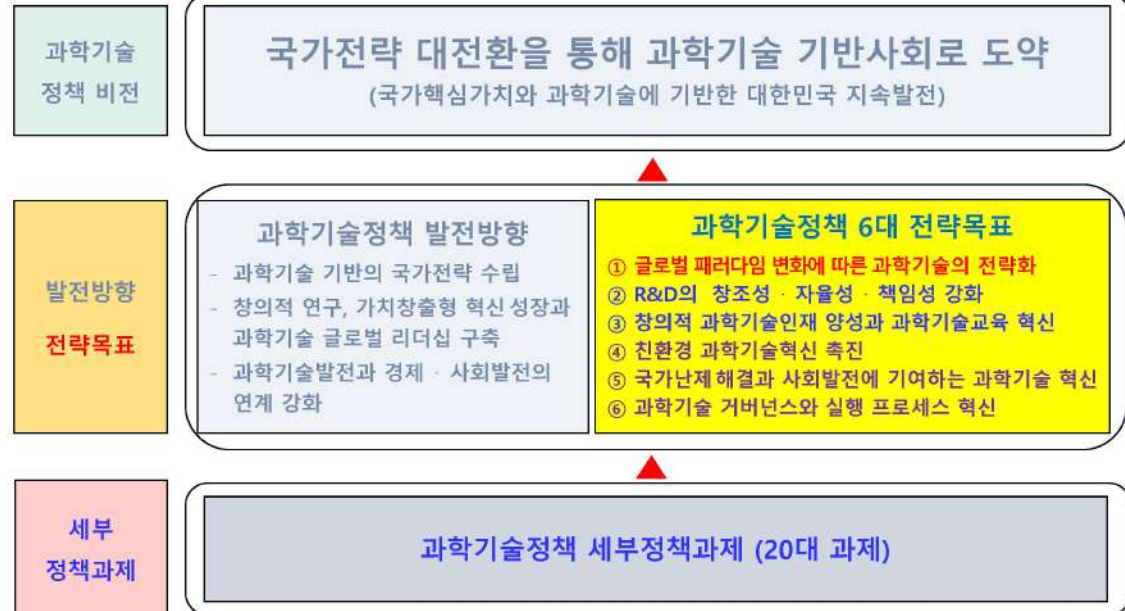 과학기술
정책 비전
국가전략 대전환을 통해 과학기술 기반사회로 도약
(국가핵심가치와 과학기술에 기반한 대한민국 지속발전)
발전방향
전략목표
과학기술정책 발전방향
- 과학기술 기반의 국가전략 수립
- 창의적 연구, 가치창출형 혁신 성장과
과학기술 글로벌 리더십 구축
- 과학기술발전과 경제 · 사회발전의
연계 강화
과학기술정책 6대 전략목표
① 글로벌 패러다임 변화에 따른 과학기술의 전략화
② R&D의 창조성 · 자율성 · 책임성 강화
③ 창의적 과학기술인재 양성과 과학기술교육 혁신
④ 친환경 과학기술혁신 촉진
⑤ 국가난제 해결과 사회발전에 기여하는 과학기술 혁신
⑥ 과학기술 거버넌스와 실행 프로세스 혁신
세부
정책과제
과학기술정책 세부정책과제 (20대 과제)